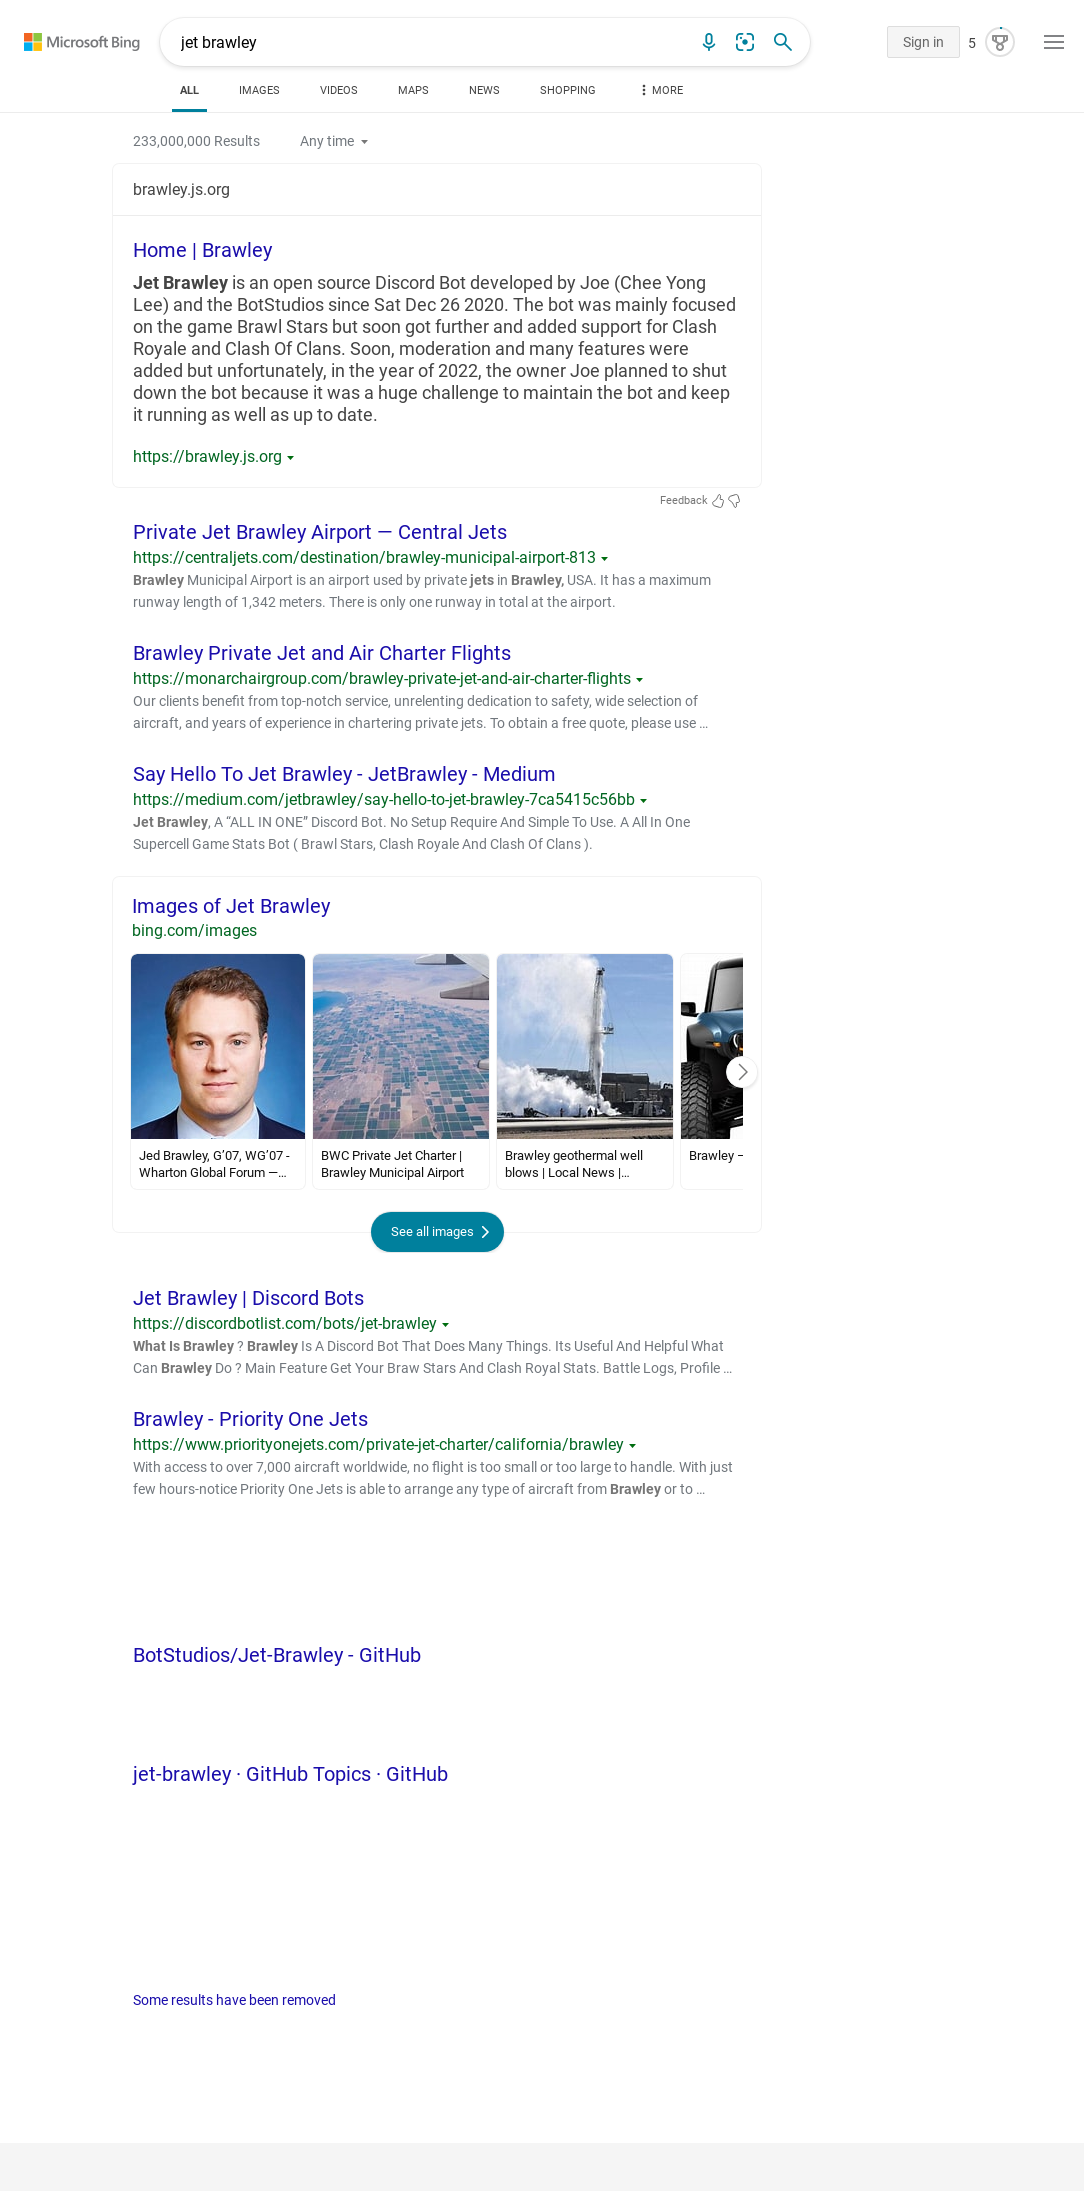 Microsoft Bing
jet brawley
Sign in
5
ALL
IMAGES
VIDEOS
MAPS
NEWS
SHOPPING
MORE
233,000,000 Results
Any time
brawley.js.org
Home | Brawley
Jet Brawley is an open source Discord Bot developed by Joe (Chee Yong
Lee) and the BotStudios since Sat Dec 26 2020. The bot was mainly focused
on the game Brawl Stars but soon got further and added support for Clash
Royale and Clash Of Clans. Soon, moderation and many features were
added but unfortunately, in the year of 2022, the owner Joe planned to shut
down the bot because it was a huge challenge to maintain the bot and keep
it running as well as up to date.
https://brawley.js.org
Feedback
Private Jet Brawley Airport — Central Jets
https://centraljets.com/destination/brawley-municipal-airport-813
Brawley Municipal Airport is an airport used by private jets in Brawley, USA. It has a maximum
runway length of 1,342 meters. There is only one runway in total at the airport.
Brawley Private Jet and Air Charter Flights
https://monarchairgroup.com/brawley-private-jet-and-air-charter-flights
Our clients benefit from top-notch service, unrelenting dedication to safety, wide selection of
aircraft, and years of experience in chartering private jets. To obtain a free quote, please use …
Say Hello To Jet Brawley - JetBrawley - Medium
https://medium.com/jetbrawley/say-hello-to-jet-brawley-7ca5415c56bb
Jet Brawley, A “ALL IN ONE” Discord Bot. No Setup Require And Simple To Use. A All In One
Supercell Game Stats Bot ( Brawl Stars, Clash Royale And Clash Of Clans ).
Images of Jet Brawley
bing.com/images
Jed Brawley, G’07, WG’07 -
Wharton Global Forum —…
BWC Private Jet Charter |
Brawley Municipal Airport
Brawley geothermal well
blows | Local News |…
Brawley –
See all images
Jet Brawley | Discord Bots
https://discordbotlist.com/bots/jet-brawley
What Is Brawley ? Brawley Is A Discord Bot That Does Many Things. Its Useful And Helpful What
Can Brawley Do ? Main Feature Get Your Braw Stars And Clash Royal Stats. Battle Logs, Profile …
Brawley - Priority One Jets
https://www.priorityonejets.com/private-jet-charter/california/brawley
With access to over 7,000 aircraft worldwide, no flight is too small or too large to handle. With just
few hours-notice Priority One Jets is able to arrange any type of aircraft from Brawley or to …
BotStudios/Jet-Brawley - GitHub
jet-brawley · GitHub Topics · GitHub
Some results have been removed